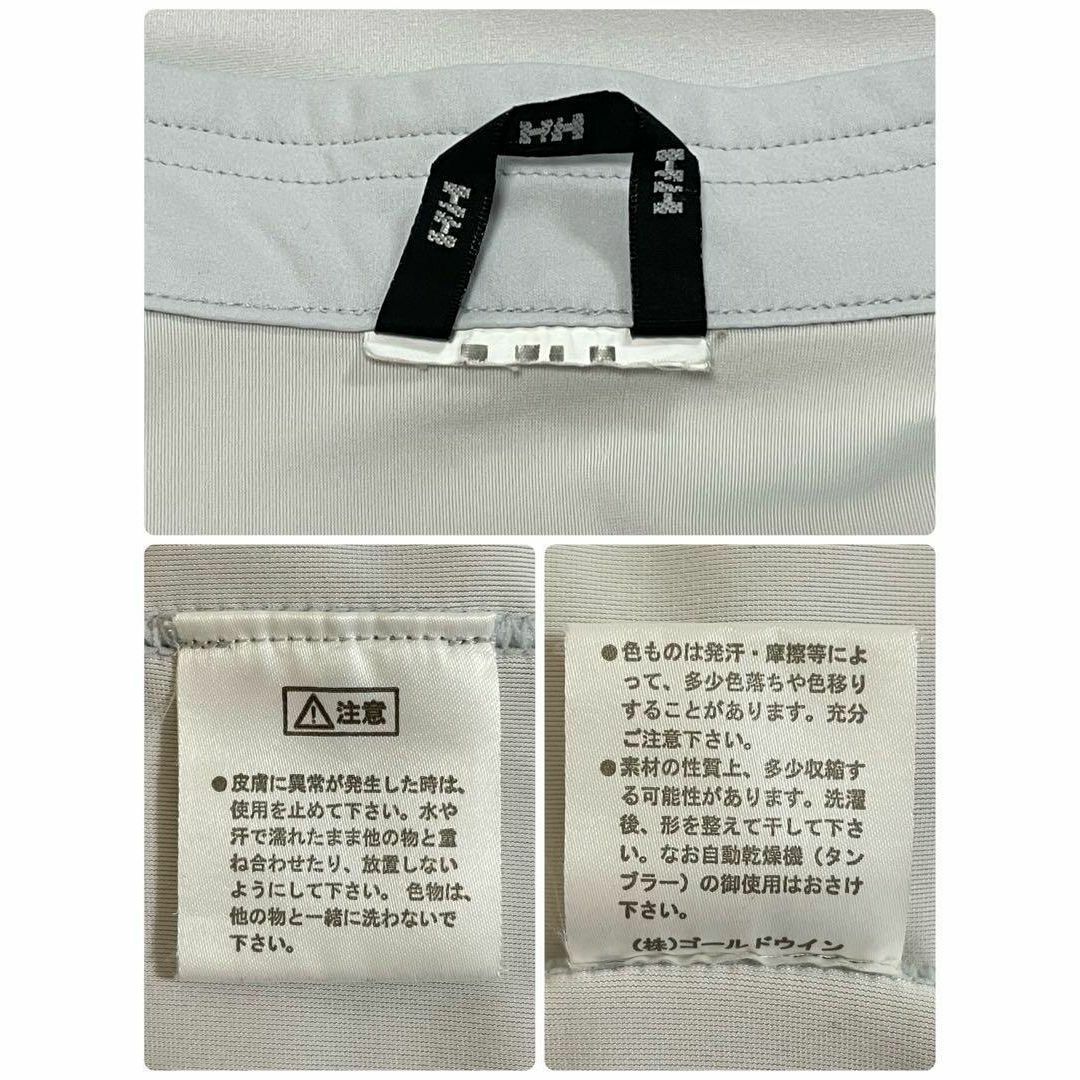 HH
HH
HH
注意
●皮膚に異常が発生した時は、
使用を止めて下さい。水や
汗で濡れたまま他の物と重
ね合わせたり、放置しない
ようにして下さい。色物は、
他の物と一緒に洗わないで
下さい。
●色ものは発汗・摩擦等によ
って、多少色落ちや色移り
することがあります。充分
ご注意下さい。
●素材の性質上、多少収縮す
る可能性があります。洗濯
後、形を整えて干して下さ
い。なお自動乾燥機（タン
ブラー）の御使用はおさけ
下さい。
(株)ゴールドウイン